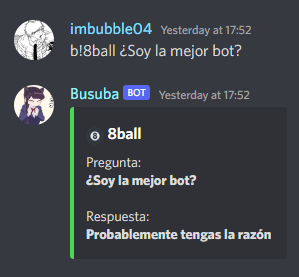 imbubble04 Yesterday at 17:52
b!8ball ¿Soy la mejor bot?
Busuba BOT Yesterday at 17:52
8 8ball
Pregunta:
¿Soy la mejor bot?
Respuesta:
Probablemente tengas la razón